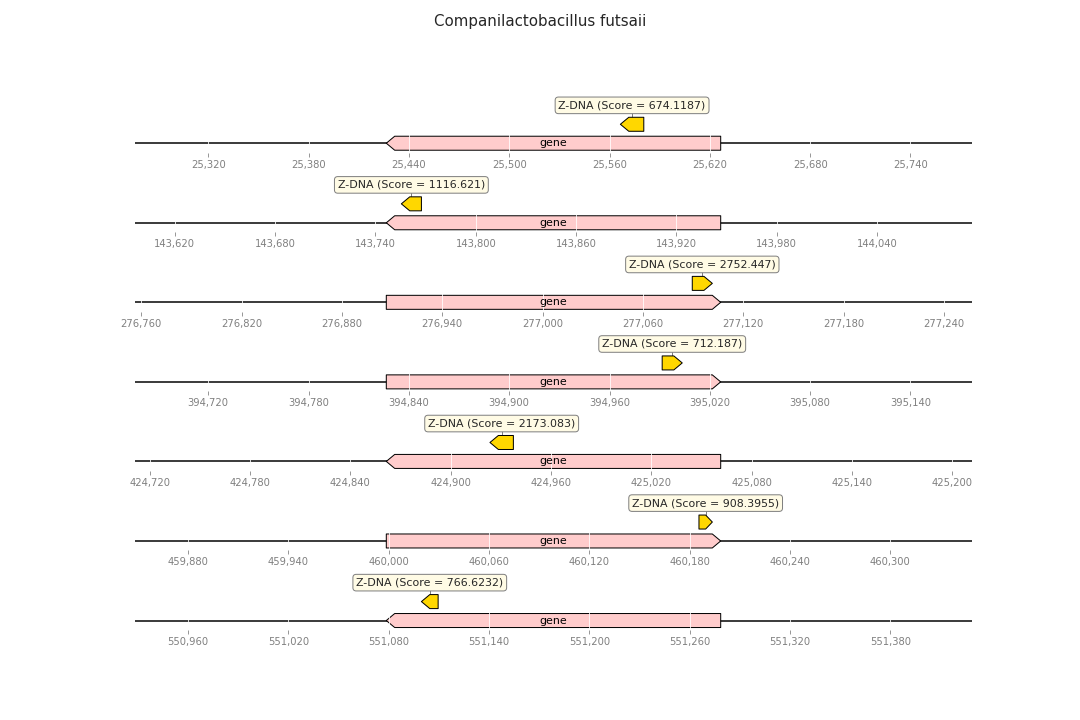 Companilactobacillus futsaii
Z-DNA (Score = 674.1187)
gene
25,320 25,380 25,440 25,500 25,560 25,620 25,680 25,740
Z-DNA (Score = 1116.621)
gene
143,620 143,680 143,740 143,800 143,860 143,920 143,980 144,040
Z-DNA (Score = 2752.447)
gene
276,760 276,820 276,880 276,940 277,000 277,060 277,120 277,180 277,240
Z-DNA (Score = 712.187)
gene
394,720 394,780 394,840 394,900 394,960 395,020 395,080 395,140
Z-DNA (Score = 2173.083)
gene
424,720 424,780 424,840 424,900 424,960 425,020 425,080 425,140 425,200
Z-DNA (Score = 908.3955)
gene
459,880 459,940 460,000 460,060 460,120 460,180 460,240 460,300
Z-DNA (Score = 766.6232)
gene
550,960 551,020 551,080 551,140 551,200 551,260 551,320 551,380